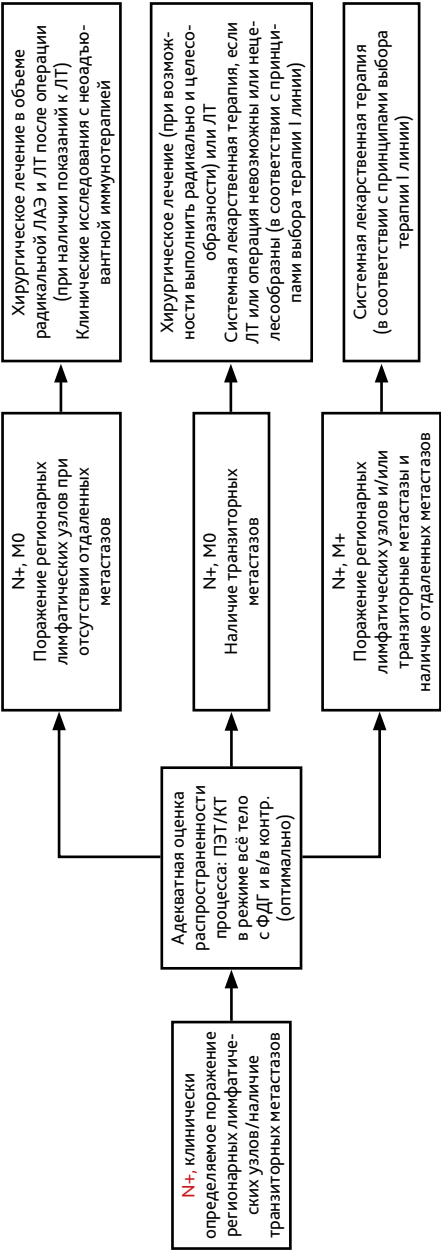 N+, клинически
определяемое поражение
регионарных лимфатиче-
ских узлов/наличие
транзиторных метастазов
Адекватная оценка
распространенности
процесса: ПЭТ/КТ
в режиме всё тело
с ФДГ и в/в контр.
(оптимально)
N+, M0
Поражение регионарных
лимфатических узлов при
отсутствии отдаленных
метастазов
Хирургическое лечение в объеме
радикальной ЛАЭ и ЛТ после операции
(при наличии показаний к ЛТ)
Клинические исследования с неоадъю-
вантной иммунотерапией
N+, M0
Наличие транзиторных
метастазов
Хирургическое лечение (при возмож-
ности выполнить радикально и целесо-
образности) или ЛТ
Системная лекарственная терапия, если
ЛТ или операция невозможны или неце-
лесообразны (в соответствии с принци-
пами выбора терапии I линии)
N+, M+
Поражение регионарных
лимфатических узлов и/или
транзиторные метастазы и
наличие отдаленных метастазов
Системная лекарственная терапия
(в соответствии с принципами выбора
терапии I линии)